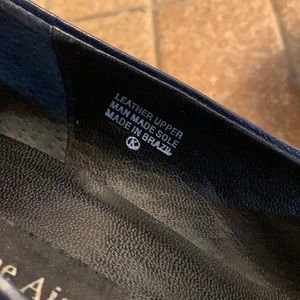 LEATHER UPPER
MAN MADE SOLE
MADE IN BRAZIL
K